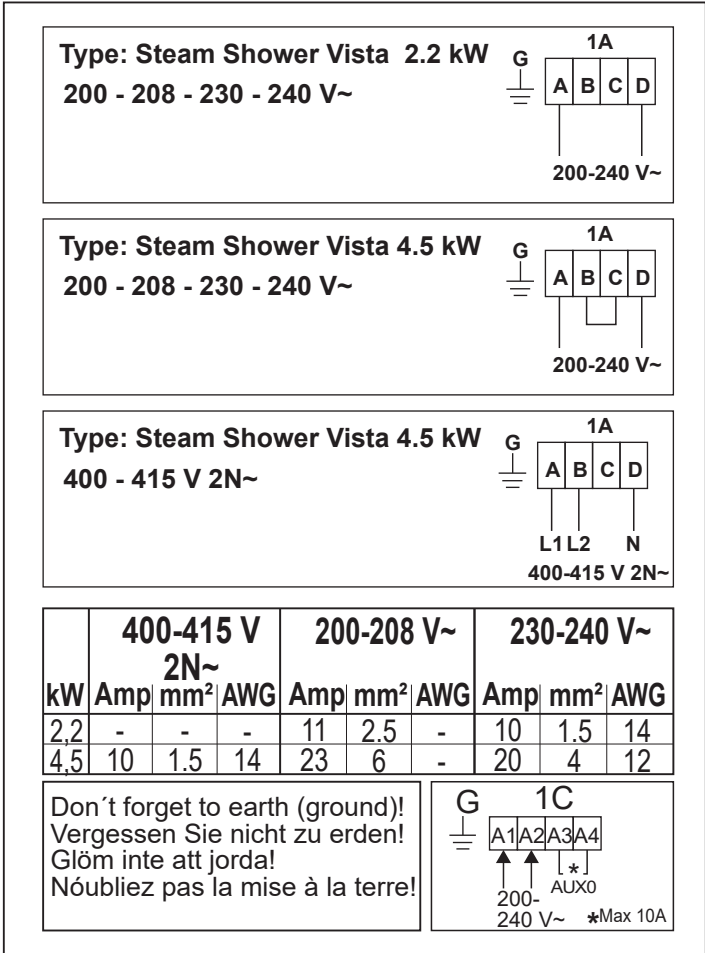 Type: Steam Shower Vista 2.2 kW
200 - 208 - 230 - 240 V~
G
1A
A B C D
200-240 V~
Type: Steam Shower Vista 4.5 kW
200 - 208 - 230 - 240 V~
G
1A
A B C D
200-240 V~
Type: Steam Shower Vista 4.5 kW
400 - 415 V 2N~
G
1A
A B C D
L1 L2 N
400-415 V 2N~
400-415 V 2N~ 200-208 V~ 230-240 V~
kW Amp mm² AWG Amp mm² AWG Amp mm² AWG
2,2 - - - 11 2.5 - 10 1.5 14
4,5 10 1.5 14 23 6 - 20 4 12
Don´t forget to earth (ground)!
Vergessen Sie nicht zu erden!
Glöm inte att jorda!
Nóubliez pas la mise à la terre!
G 1C
A1 A2 A3 A4
*
AUX0
200-
240 V~ *Max 10A